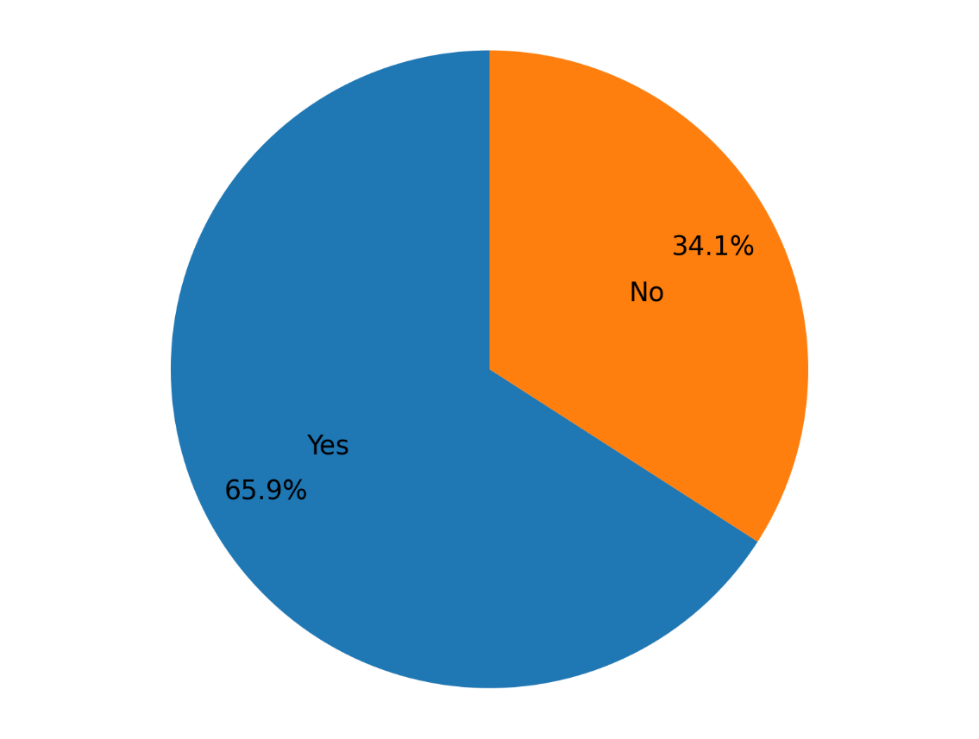 34.1%
No
Yes
65.9%